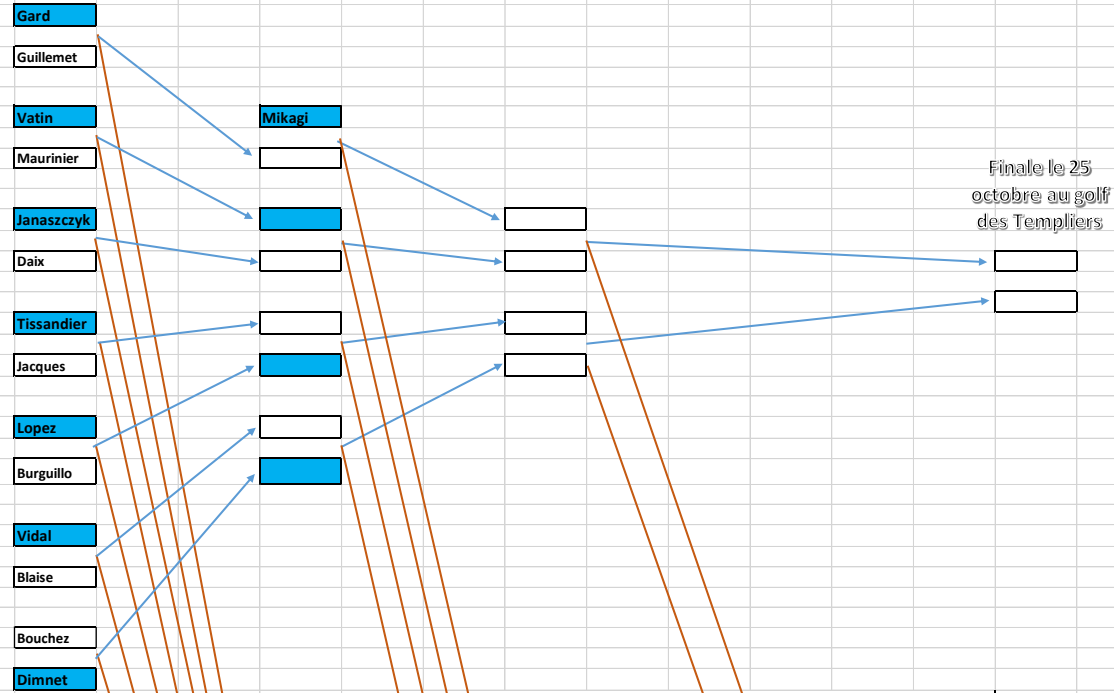 Gard
Guillemet
Vatin
Maurinier
Janaszczyk
Daix
Tissandier
Jacques
Lopez
Burguillo
Vidal
Blaise
Bouchez
Dimnet
Mikagi
Finale le 25
octobre au golf
des Templiers